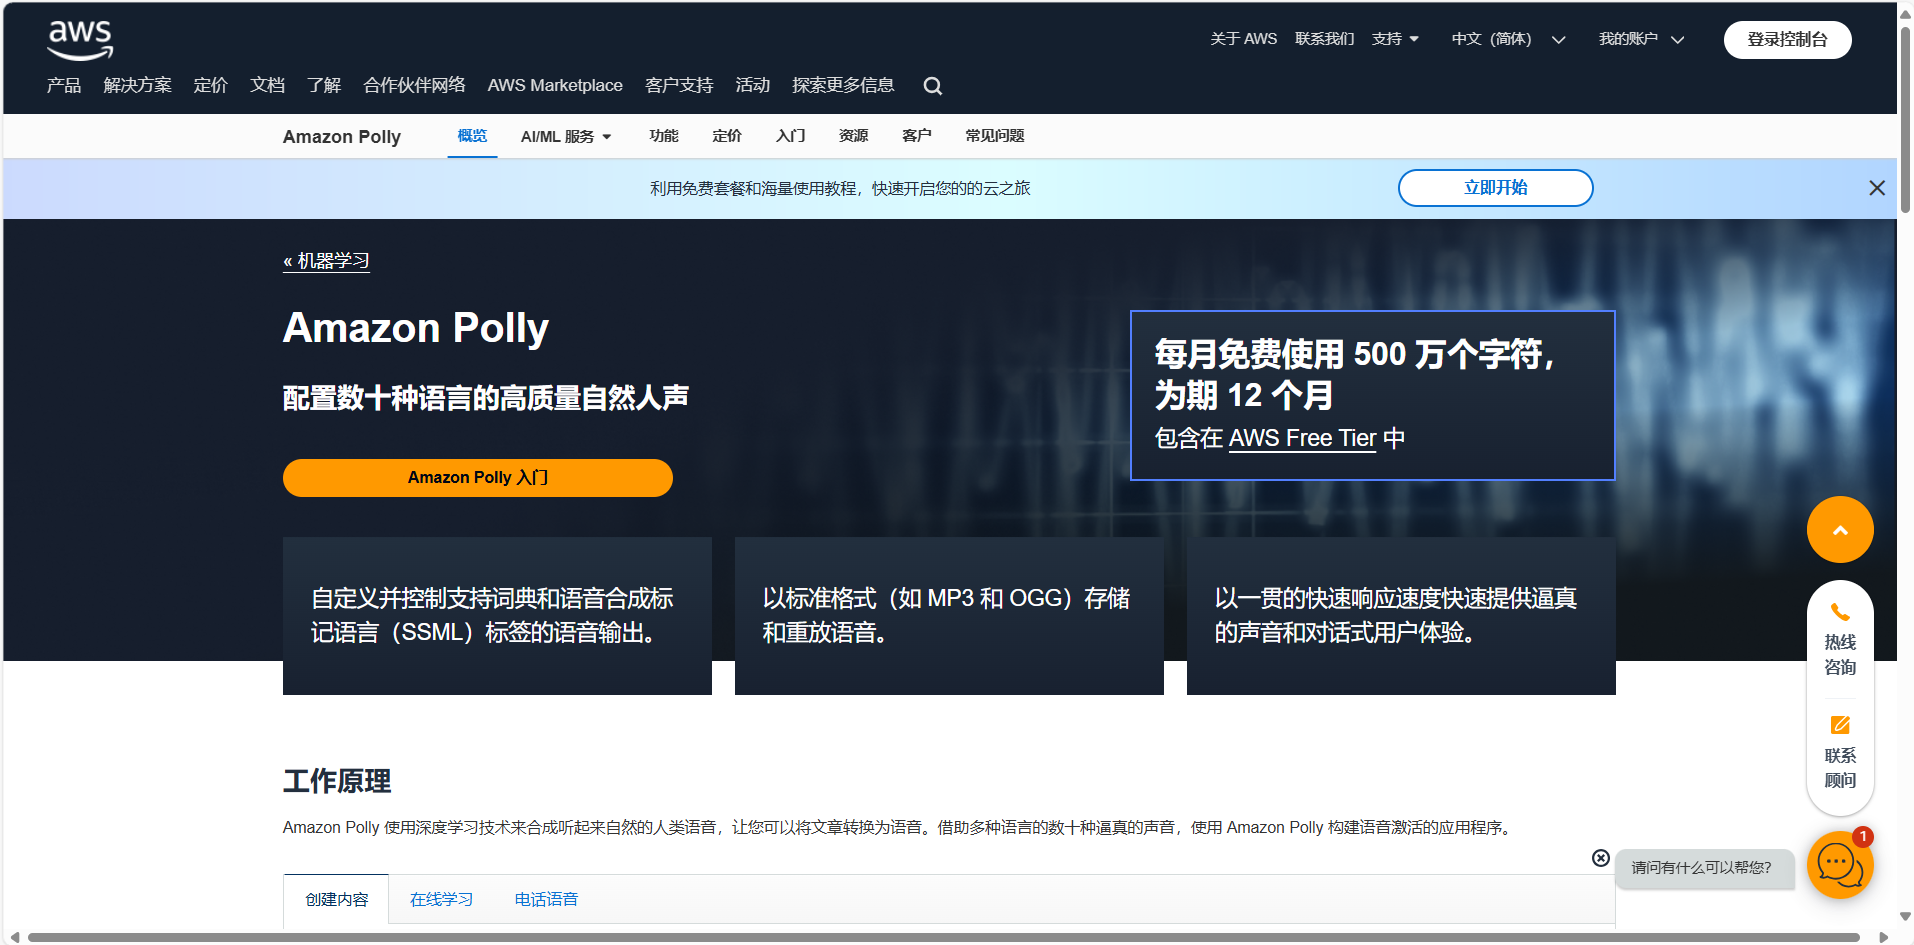 aws
关于 AWS 联系我们 支持 中文（简体） 我的账户 登录控制台
产品 解决方案 定价 文档 了解 合作伙伴网络 AWS Marketplace 客户支持 活动 探索更多信息
Amazon Polly 概览 AI/ML 服务 功能 定价 入门 资源 客户 常见问题
利用免费套餐和海量使用教程，快速开启您的的云之旅 立即开始
« 机器学习
Amazon Polly
配置数十种语言的高质量自然人声
Amazon Polly 入门
每月免费使用 500 万个字符，
为期 12 个月
包含在 AWS Free Tier 中
自定义并控制支持词典和语音合成标
记语言（SSML）标签的语音输出。
以标准格式（如 MP3 和 OGG）存储
和重放语音。
以一贯的快速响应速度快速提供逼真
的声音和对话式用户体验。
热线
咨询
联系
顾问
工作原理
Amazon Polly 使用深度学习技术来合成听起来自然的人类语音，让您可以将文章转换为语音。借助多种语言的数十种逼真的声音，使用 Amazon Polly 构建语音激活的应用程序。
1
请问有什么可以帮您？
创建内容 在线学习 电话语音